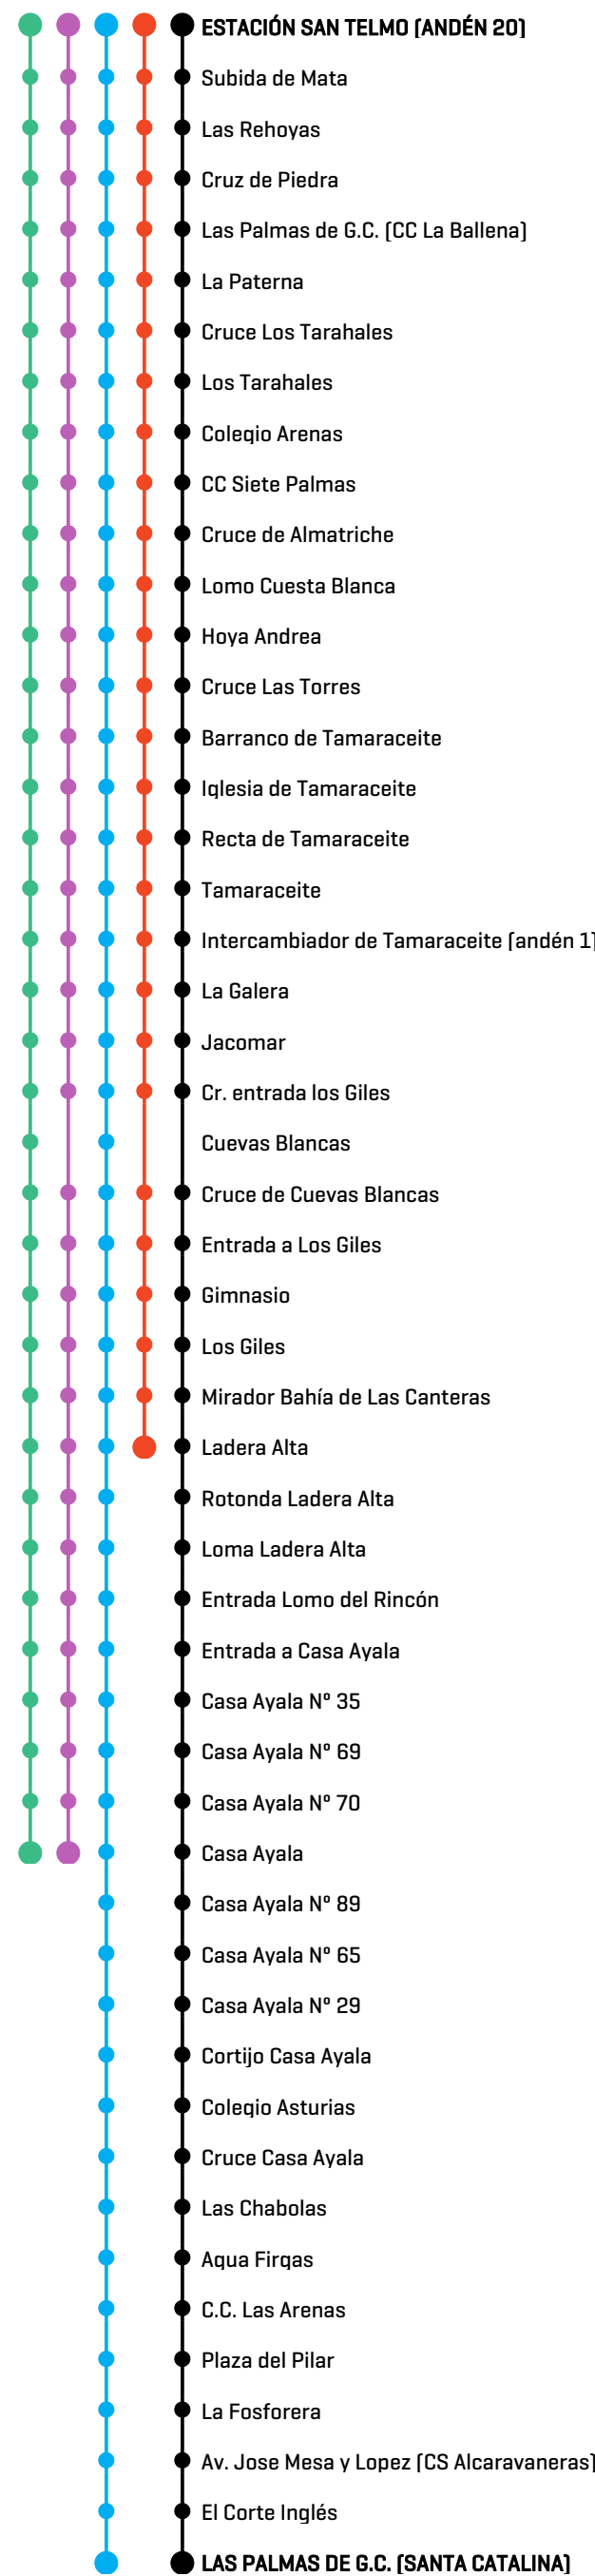 ESTACIÓN SAN TELMO (ANDÉN 20)
Subida de Mata
Las Rehoyas
Cruz de Piedra
Las Palmas de G.C. (CC La Ballena)
La Paterna
Cruce Los Tarahales
Los Tarahales
Colegio Arenas
CC Siete Palmas
Cruce de Almatriche
Lomo Cuesta Blanca
Hoya Andrea
Cruce Las Torres
Barranco de Tamaraceite
Iglesia de Tamaraceite
Recta de Tamaraceite
Tamaraceite
Intercambiador de Tamaraceite (andén 1)
La Galera
Jacomar
Cr. entrada los Giles
Cuevas Blancas
Cruce de Cuevas Blancas
Entrada a Los Giles
Gimnasio
Los Giles
Mirador Bahía de Las Canteras
Ladera Alta
Rotonda Ladera Alta
Loma Ladera Alta
Entrada Lomo del Rincón
Entrada a Casa Ayala
Casa Ayala Nº 35
Casa Ayala Nº 69
Casa Ayala Nº 70
Casa Ayala
Casa Ayala Nº 89
Casa Ayala Nº 65
Casa Ayala Nº 29
Cortijo Casa Ayala
Colegio Asturias
Cruce Casa Ayala
Las Chabolas
Aqua Firgas
C.C. Las Arenas
Plaza del Pilar
La Fosforera
Av. Jose Mesa y Lopez (CS Alcaravaneras)
El Corte Inglés
LAS PALMAS DE G.C. (SANTA CATALINA)